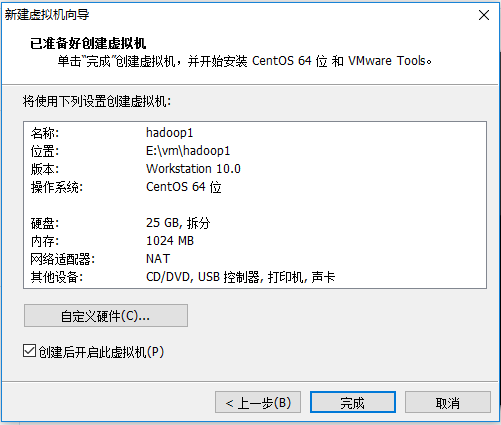 新建虚拟机向导
已准备好创建虚拟机
单击"完成"创建虚拟机，并开始安装 CentOS 64 位 和 VMware Tools。
将使用下列设置创建虚拟机:
名称: hadoop1
位置: E:\vm\hadoop1
版本: Workstation 10.0
操作系统: CentOS 64 位
硬盘: 25 GB, 拆分
内存: 1024 MB
网络适配器: NAT
其他设备: CD/DVD, USB 控制器, 打印机, 声卡
自定义硬件(C)...
创建后开启此虚拟机(P)
< 上一步(B) 完成 取消